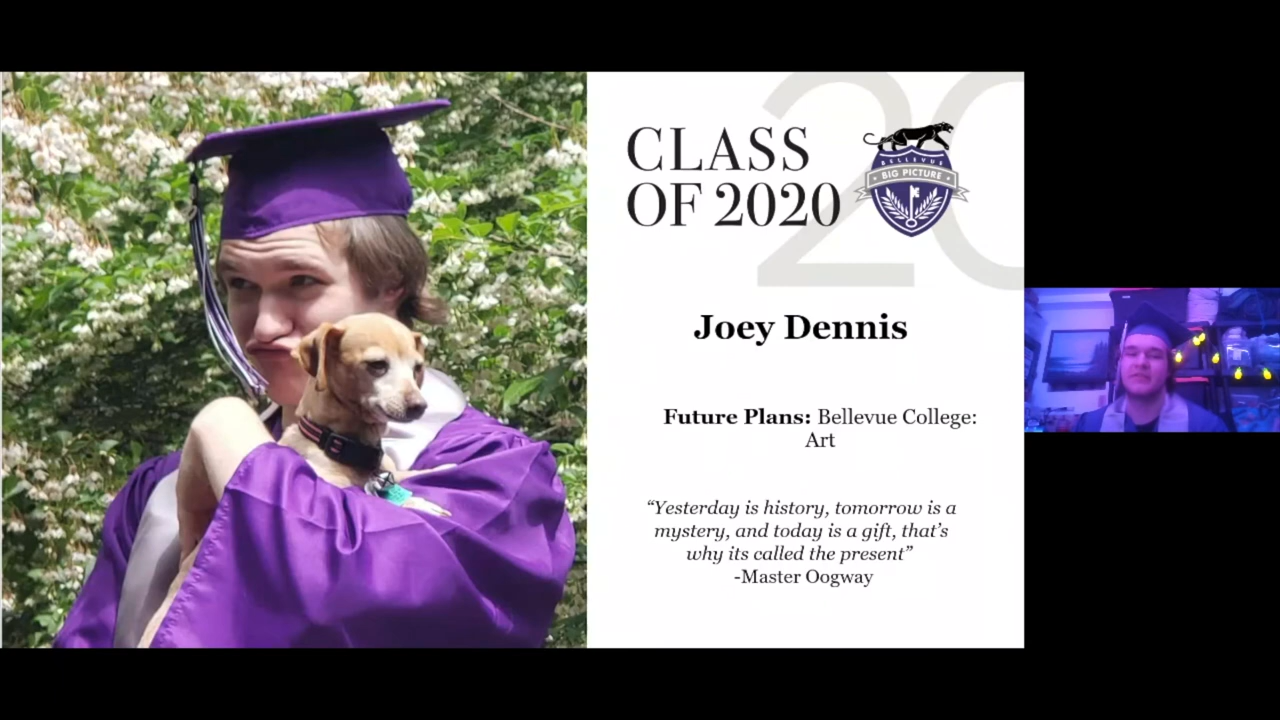 CLASS
OF 2020
20
BELLEVUE
BIG PICTURE
Joey Dennis
Future Plans: Bellevue College:
Art
“Yesterday is history, tomorrow is a
mystery, and today is a gift, that’s
why its called the present”
-Master Oogway